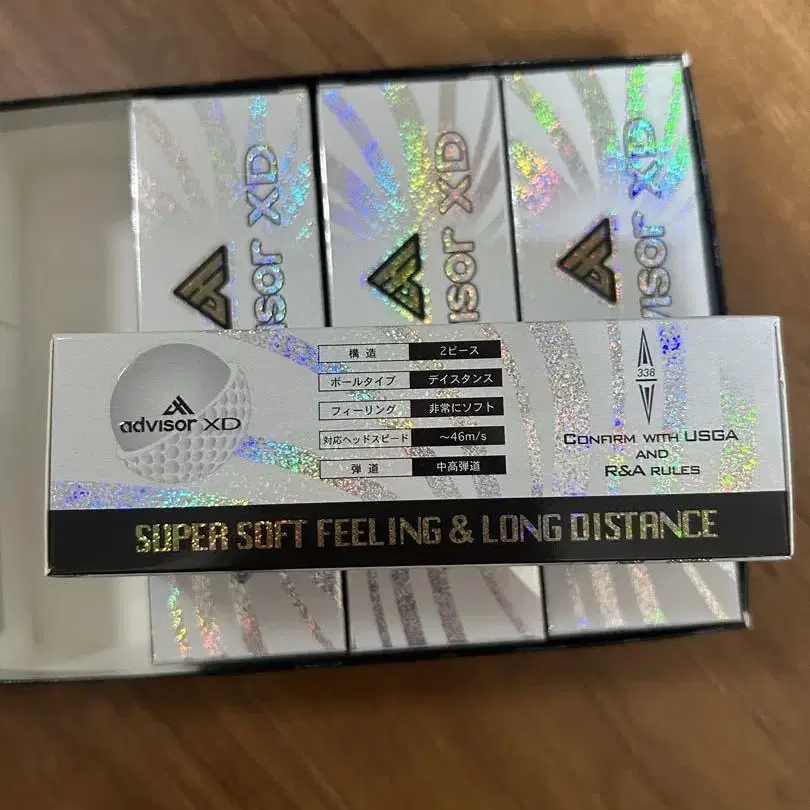 XD
XD
XD
advisor
isor
visor
advisor XD
構造 2ピース
ボールタイプ デイスタンス
フィーリング 非常にソフト
対応ヘッドスピード ～46m/s
弾道 中高弾道
338
CONFIRM WITH USGA
AND
R&A RULES
SUPER SOFT FEELING & LONG DISTANCE